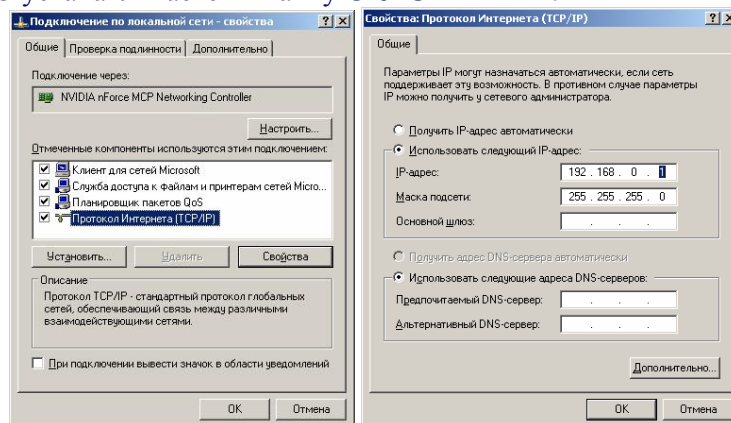 Подключение по локальной сети - свойства
Общие
Проверка подлинности
Дополнительно
Подключение через:
NVIDIA nForce MCP Networking Controller
Настроить...
Отмеченные компоненты используются этим подключением:
Клиент для сетей Microsoft
Служба доступа к файлам и принтерам сетей Micro...
Планировщик пакетов QoS
Протокол Интернета (TCP/IP)
Установить...
Удалить
Свойства
Описание
Протокол TCP/IP - стандартный протокол глобальных
сетей, обеспечивающий связь между различными
взаимодействующими сетями.
При подключении вывести значок в области уведомлений
OK
Отмена
Свойства: Протокол Интернета (TCP/IP)
Общие
Параметры IP могут назначаться автоматически, если сеть
поддерживает эту возможность. В противном случае параметры
IP можно получить у сетевого администратора.
Получить IP-адрес автоматически
Использовать следующий IP-адрес:
IP-адрес: 192 . 168 . 0 . 1
Маска подсети: 255 . 255 . 255 . 0
Основной шлюз: . . .
Получить адрес DNS-сервера автоматически
Использовать следующие адреса DNS-серверов:
Предпочитаемый DNS-сервер: . . .
Альтернативный DNS-сервер: . . .
Дополнительно...
OK
Отмена